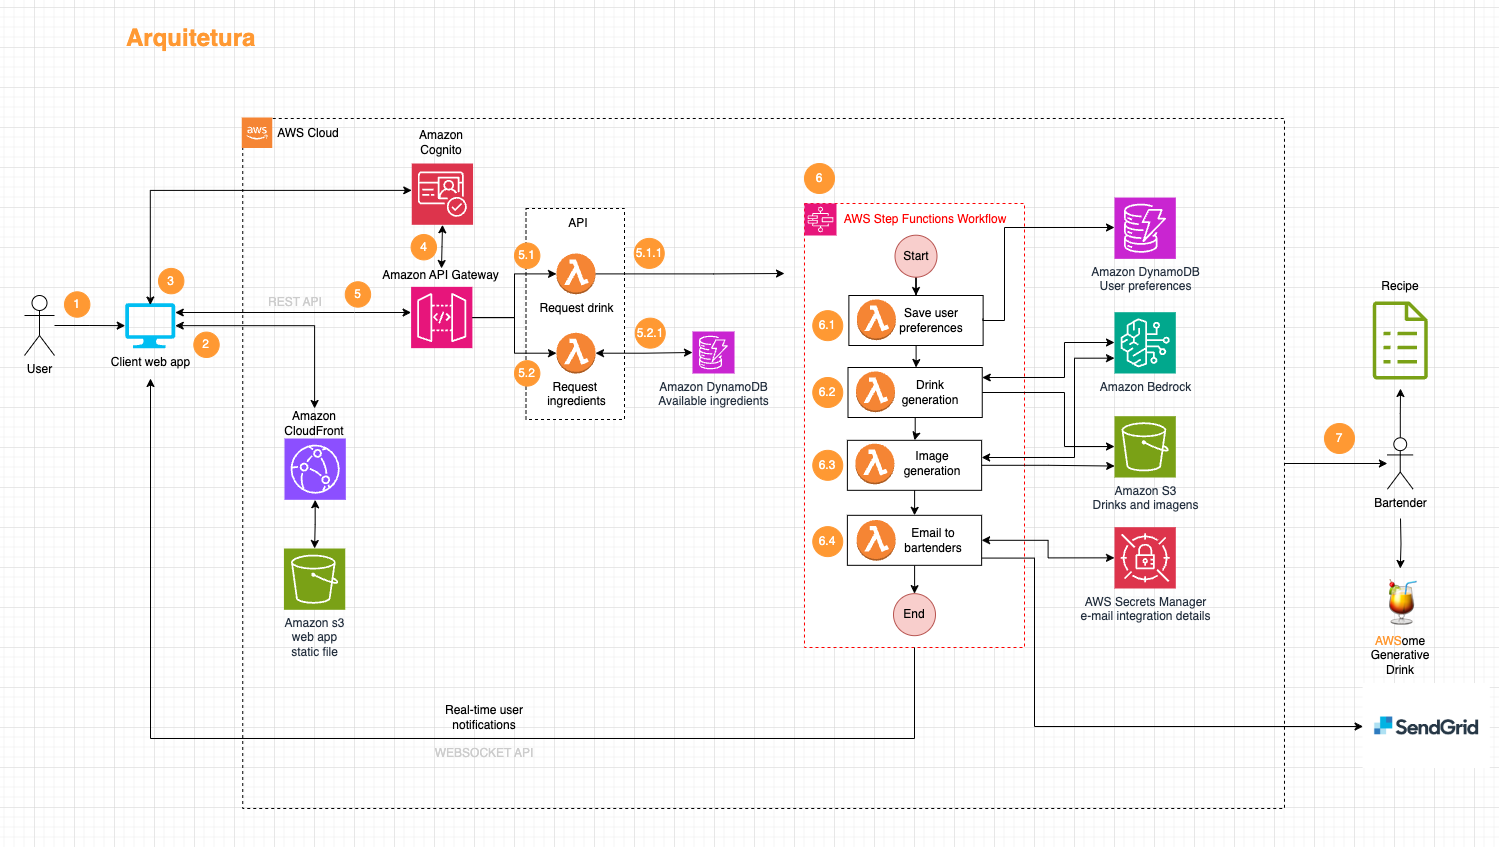 Arquitetura
aws
AWS Cloud
Amazon
Cognito
6
AWS Step Functions Workflow
API
4
5.1
5.1.1
Start
Amazon DynamoDB
User preferences
Amazon API Gateway
3
5
REST API
Request drink
1
2
Client web app
User
5.2.1
5.2
Request
ingredients
Amazon DynamoDB
Available ingredients
6.1
Save user
preferences
Amazon Bedrock
6.2
Drink
generation
6.3
Image
generation
Amazon S3
Drinks and imagens
6.4
Email to
bartenders
End
AWS Secrets Manager
e-mail integration details
Amazon
CloudFront
Amazon s3
web app
static file
Real-time user
notifications
WEBSOCKET API
Recipe
7
Bartender
AWSome
Generative
Drink
SendGrid